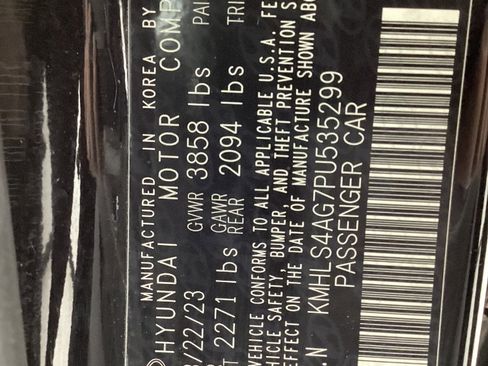 MANUFACTURED IN KOREA BY
HYUNDAI MOTOR COMP
/22/23 GVWR 3858 lbs PAI
T 2271 lbs GAWR REAR 2094 lbs TRI
VEHICLE CONFORMS TO ALL APPLICABLE U.S.A. FE
VEHICLE SAFETY, BUMPER, AND THEFT PREVENTION S
EFFECT ON THE DATE OF MANUFACTURE SHOWN ABO
.N KMHLS4AG7PU535299
PASSENGER CAR